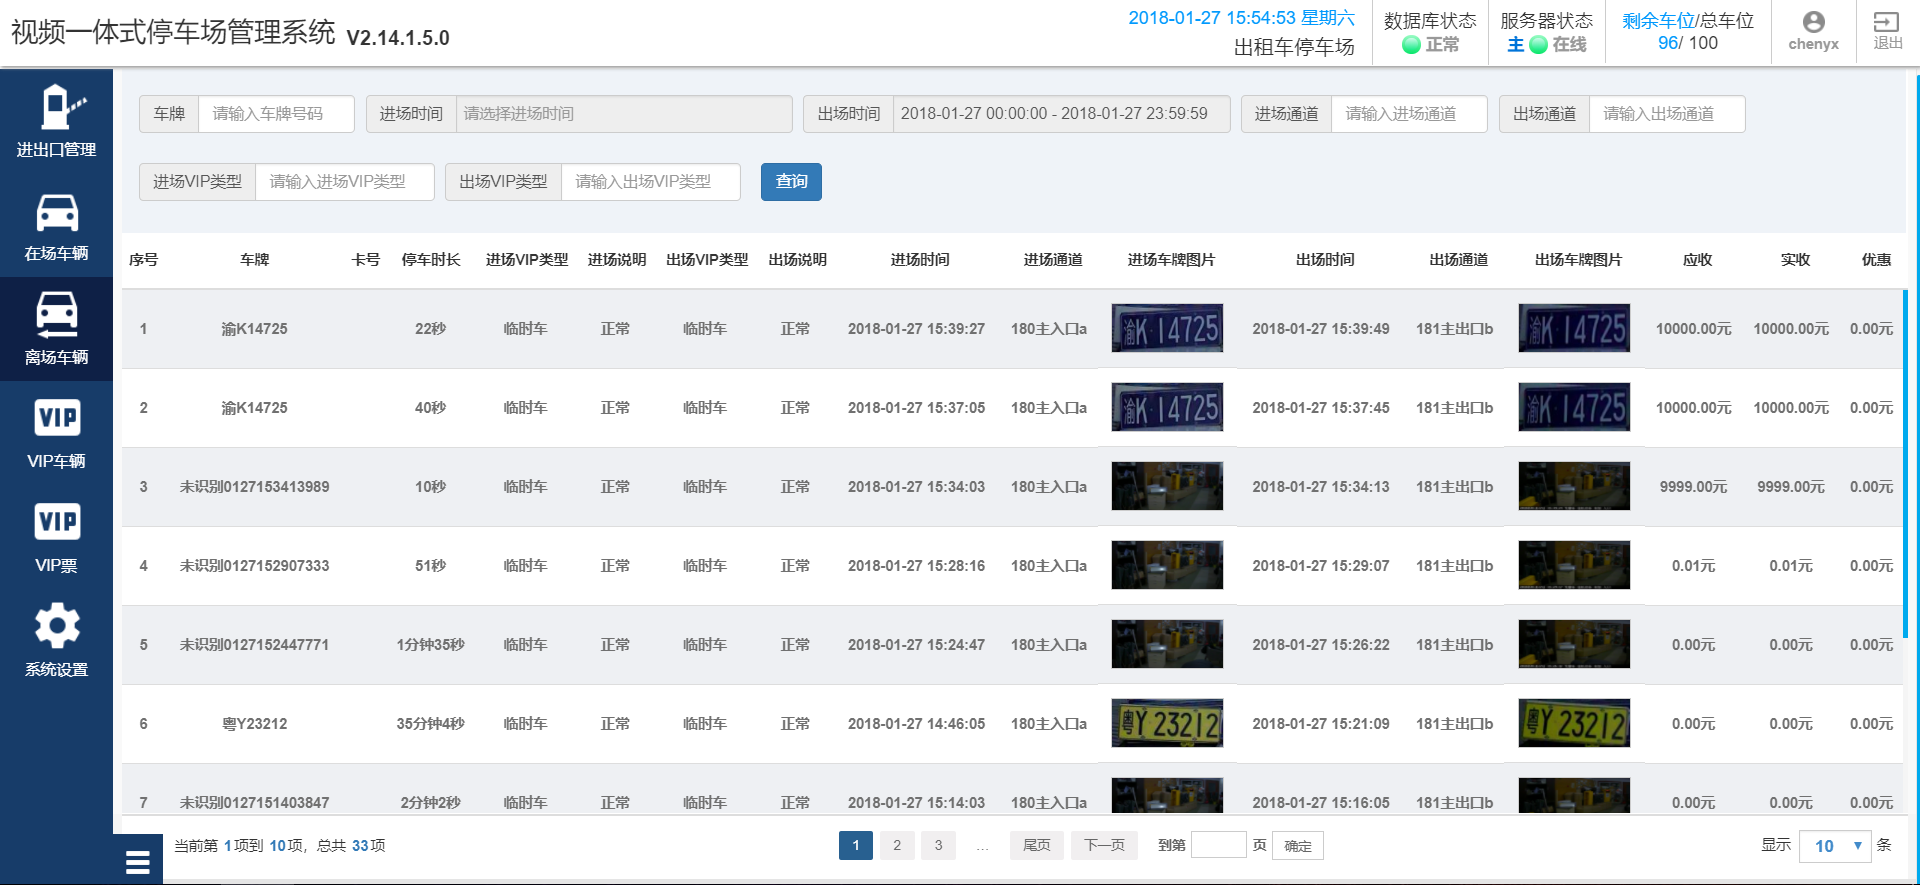 视频一体式停车场管理系统 V2.14.1.5.0
2018-01-27 15:54:53 星期六
出租车停车场
数据库状态
正常
服务器状态
主 在线
剩余车位/总车位
96/ 100
chenyx
退出
进出口管理
在场车辆
离场车辆
VIP
VIP车辆
VIP
VIP票
系统设置
车牌 请输入车牌号码 进场时间 请选择进场时间 出场时间 2018-01-27 00:00:00 - 2018-01-27 23:59:59 进场通道 请输入进场通道 出场通道 请输入出场通道
进场VIP类型 请输入进场VIP类型 出场VIP类型 请输入出场VIP类型 查询
序号 车牌 卡号 停车时长 进场VIP类型 进场说明 出场VIP类型 出场说明 进场时间 进场通道 进场车牌图片 出场时间 出场通道 出场车牌图片 应收 实收 优惠
1 渝K14725 22秒 临时车 正常 临时车 正常 2018-01-27 15:39:27 180主入口a 渝K·14725 2018-01-27 15:39:49 181主出口b 渝K·14725 10000.00元 10000.00元 0.00元
2 渝K14725 40秒 临时车 正常 临时车 正常 2018-01-27 15:37:05 180主入口a 渝K·14725 2018-01-27 15:37:45 181主出口b 渝K·14725 10000.00元 10000.00元 0.00元
3 未识别0127153413989 10秒 临时车 正常 临时车 正常 2018-01-27 15:34:03 180主入口a 2018-01-27 15:34:13 181主出口b 9999.00元 9999.00元 0.00元
4 未识别0127152907333 51秒 临时车 正常 临时车 正常 2018-01-27 15:28:16 180主入口a 2018-01-27 15:29:07 181主出口b 0.01元 0.01元 0.00元
5 未识别0127152447771 1分钟35秒 临时车 正常 临时车 正常 2018-01-27 15:24:47 180主入口a 2018-01-27 15:26:22 181主出口b 0.00元 0.00元 0.00元
6 粤Y23212 35分钟4秒 临时车 正常 临时车 正常 2018-01-27 14:46:05 180主入口a 粤Y·23212 2018-01-27 15:21:09 181主出口b 粤Y·23212 0.00元 0.00元 0.00元
7 未识别0127151403847 2分钟2秒 临时车 正常 临时车 正常 2018-01-27 15:14:03 180主入口a 2018-01-27 15:16:05 181主出口b 0.00元 0.00元 0.00元
当前第 1项到 10项，总共 33项 1 2 3 ... 尾页 下一页 到第 页 确定 显示 10 条